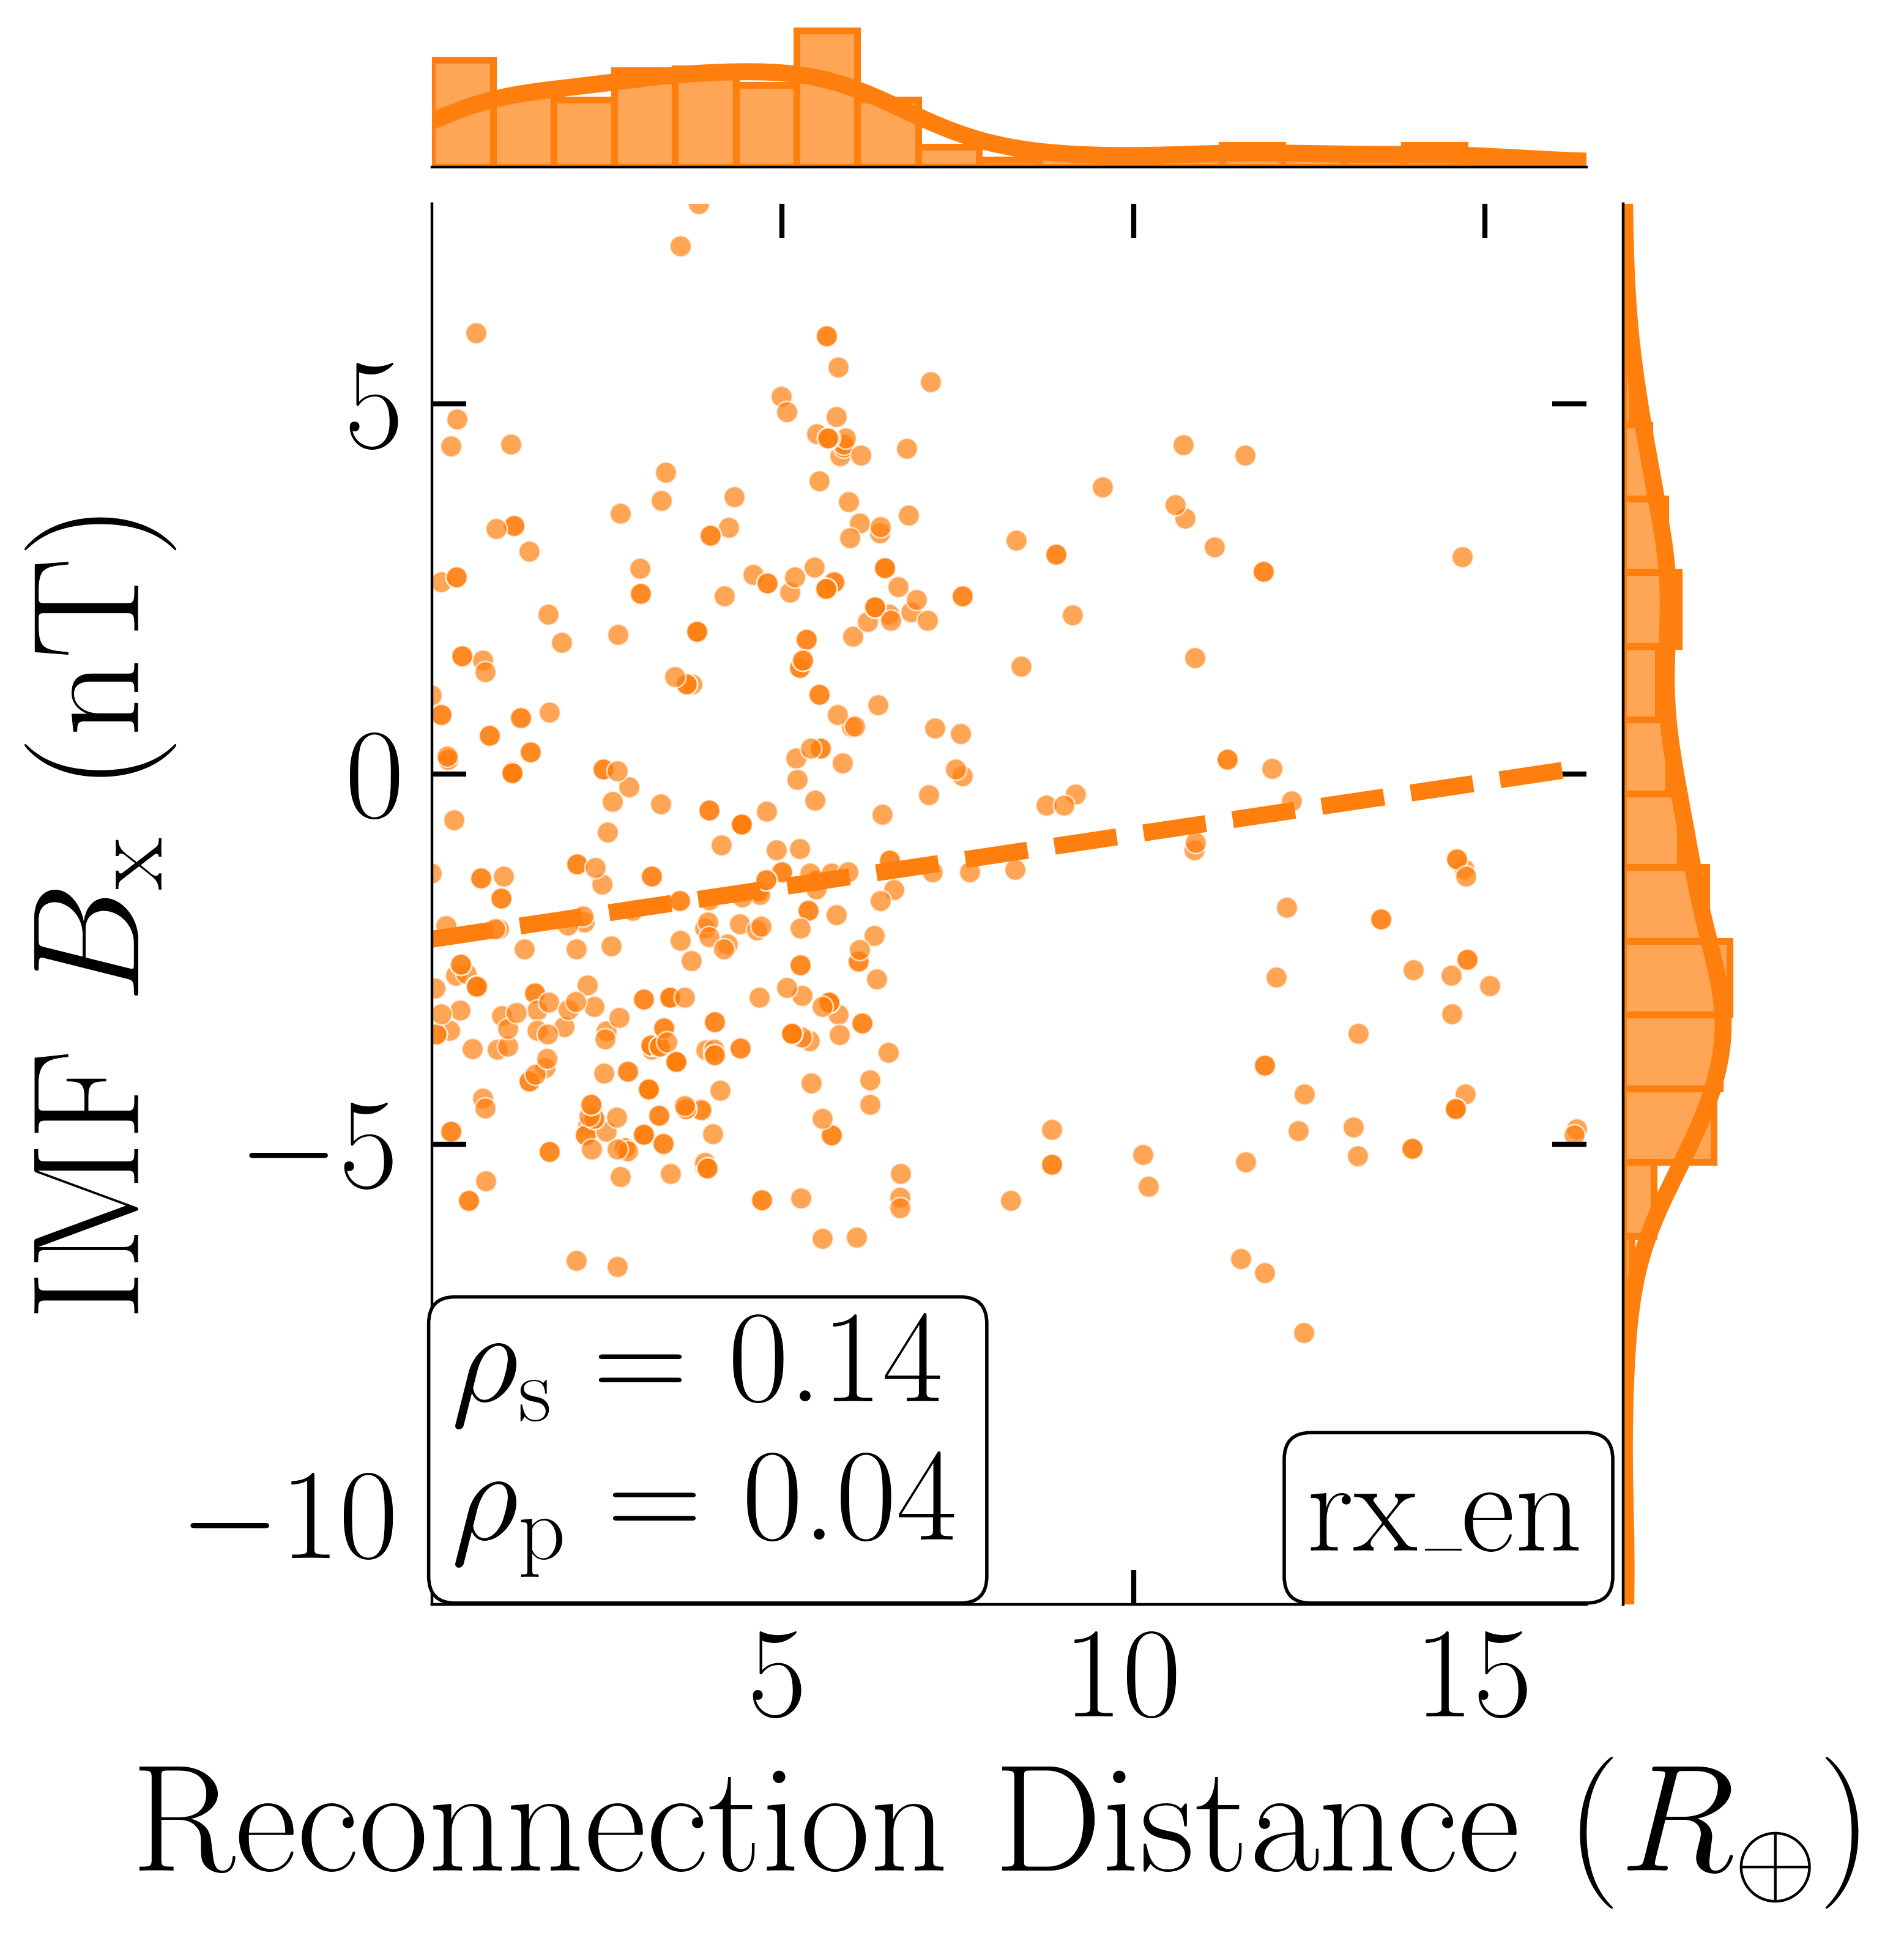 IMF Bₓ (nT)
5
0
−5
−10
ρₛ = 0.14
ρₚ = 0.04
rx_en
5 10 15
Reconnection Distance (R⊕)